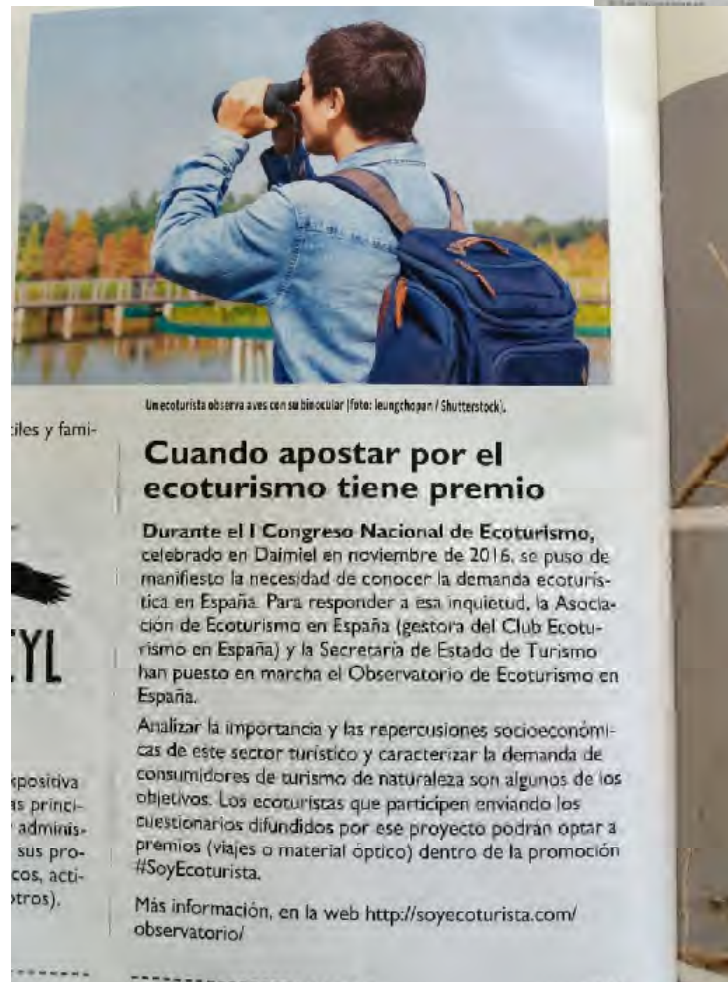 Un ecoturista observa aves con su binocular (foto: leungchopan / Shutterstock).
iles y fami-
Cuando apostar por el
ecoturismo tiene premio
Durante el I Congreso Nacional de Ecoturismo,
celebrado en Daimiel en noviembre de 2016, se puso de
manifiesto la necesidad de conocer la demanda ecoturís-
tica en España. Para responder a esa inquietud, la Asocia-
ción de Ecoturismo en España (gestora del Club Ecotu-
rismo en España) y la Secretaría de Estado de Turismo
han puesto en marcha el Observatorio de Ecoturismo en
España.
Analizar la importancia y las repercusiones socioeconómi-
cas de este sector turístico y caracterizar la demanda de
consumidores de turismo de naturaleza son algunos de los
objetivos. Los ecoturistas que participen enviando los
cuestionarios difundidos por ese proyecto podrán optar a
premios (viajes o material óptico) dentro de la promoción
#SoyEcoturista.
Más información, en la web http://soyecoturista.com/
observatorio/
YL
xpositiva
as princi-
adminis-
sus pro-
cos, acti-
otros).